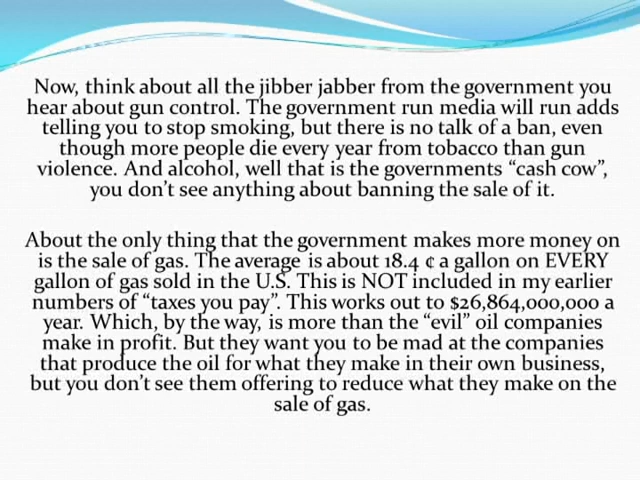 Now, think about all the jibber jabber from the government you
hear about gun control. The government run media will run adds
telling you to stop smoking, but there is no talk of a ban, even
though more people die every year from tobacco than gun
violence. And alcohol, well that is the governments “cash cow”,
you don’t see anything about banning the sale of it.
About the only thing that the government makes more money on
is the sale of gas. The average is about 18.4 ¢ a gallon on EVERY
gallon of gas sold in the U.S. This is NOT included in my earlier
numbers of “taxes you pay”. This works out to $26,864,000,000 a
year. Which, by the way, is more than the “evil” oil companies
make in profit. But they want you to be mad at the companies
that produce the oil for what they make in their own business,
but you don’t see them offering to reduce what they make on the
sale of gas.